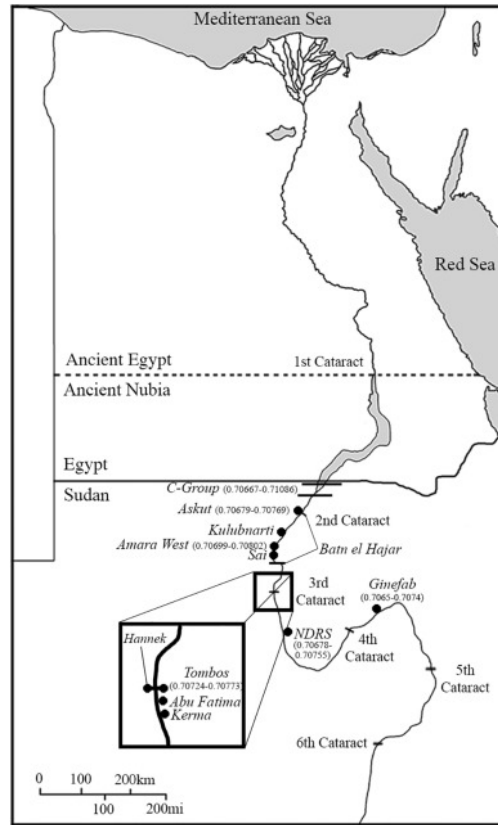 Mediterranean Sea
Red Sea
Ancient Egypt
1st Cataract
Ancient Nubia
Egypt
Sudan
C-Group (0.70667-0.71086)
Askut (0.70679-0.70769)
2nd Cataract
Kulubnarti
Amara West (0.70699-0.70802)
Batn el Hajar
Sai
3rd
Cataract
Ginefab
(0.7065-0.7074)
NDRS
(0.70678-
0.70755)
4th
Cataract
5th
Cataract
Hannek
Tombos
(0.70724-0.70773)
Abu Fatima
Kerma
6th Cataract
0 100 200km
100 200mi